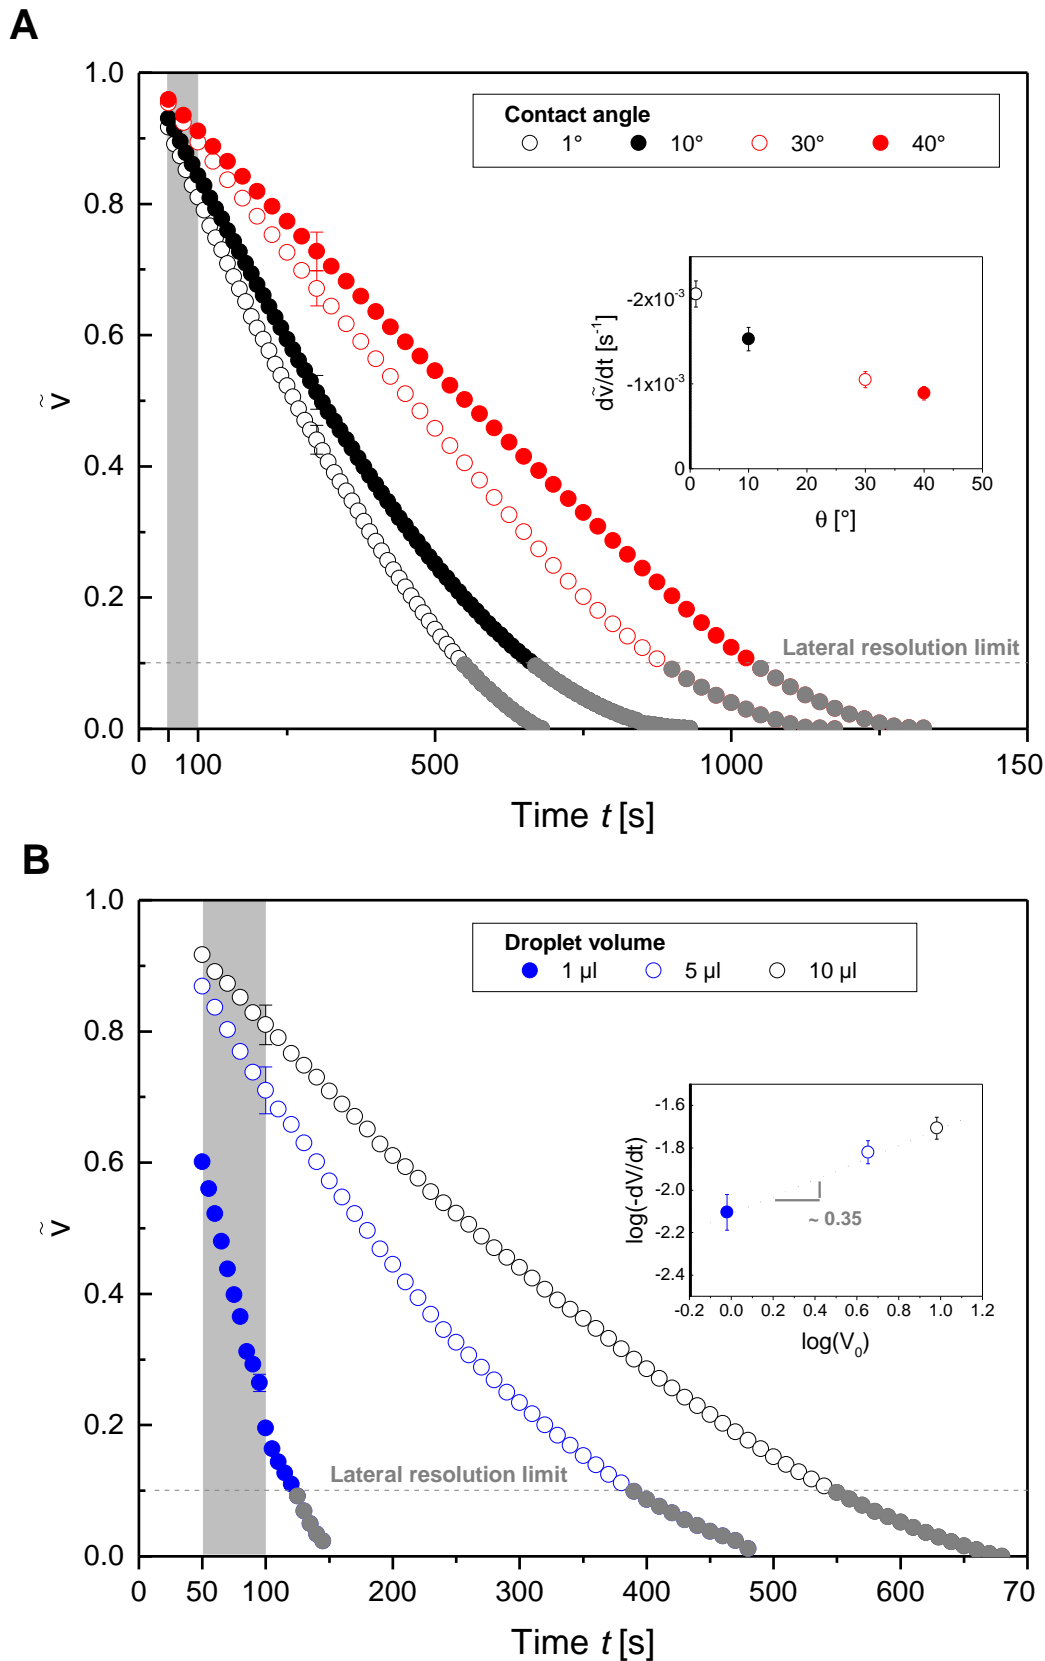 A
1.0
0.8
0.6
0.4
0.2
0.0
ṽ
Contact angle
1° 10° 30° 40°
-2x10⁻³
-1x10⁻³
0
dṽ/dt [s⁻¹]
0 10 20 30 40 50
θ [°]
Lateral resolution limit
0 100 500 1000 150
Time t [s]
B
1.0
0.8
0.6
0.4
0.2
0.0
ṽ
Droplet volume
1 µl 5 µl 10 µl
-1.6
-1.8
-2.0
-2.2
-2.4
log(-dV/dt)
~ 0.35
-0.2 0.0 0.2 0.4 0.6 0.8 1.0 1.2
log(V₀)
Lateral resolution limit
0 50 100 200 300 400 500 600 70
Time t [s]